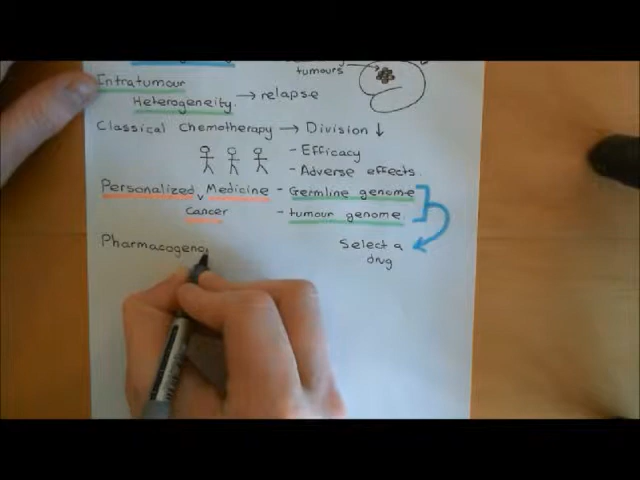 tumours
Intratumour
Heterogeneity → relapse
Classical Chemotherapy → Division ↓
- Efficacy
- Adverse effects.
Personalized Medicine - Germline genome
cancer - tumour genome
Pharmacogeno
Select a
drug